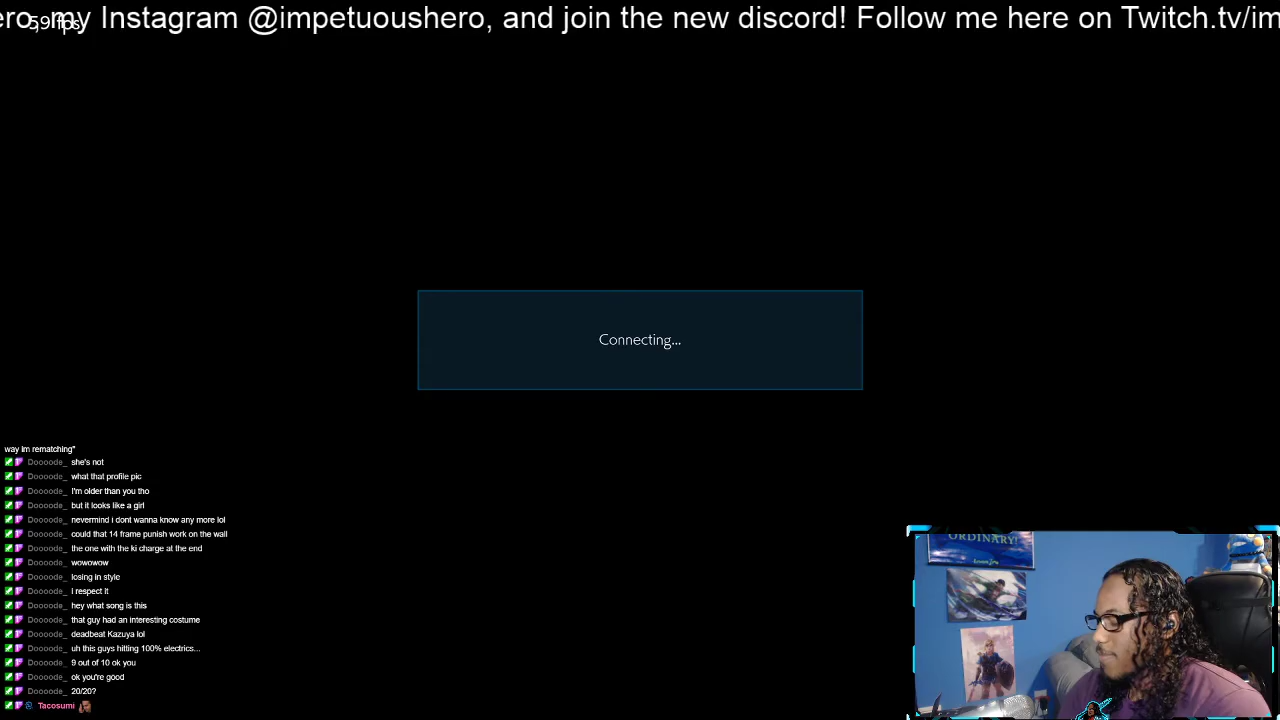 ero, my Instagram @impetuoushero, and join the new discord! Follow me here on Twitch.tv/im
59 fps
Connecting...
way im rematching"
Doooode_ she's not
Doooode_ what that profile pic
Doooode_ I'm older than you tho
Doooode_ but it looks like a girl
Doooode_ nevermind i dont wanna know any more lol
Doooode_ could that 14 frame punish work on the wall
Doooode_ the one with the ki charge at the end
Doooode_ wowowow
Doooode_ losing in style
Doooode_ i respect it
Doooode_ hey what song is this
Doooode_ that guy had an interesting costume
Doooode_ deadbeat Kazuya lol
Doooode_ uh this guys hitting 100% electrics...
Doooode_ 9 out of 10 ok you
Doooode_ ok you're good
Doooode_ 20/20?
Tacosumi
ORDINARY!